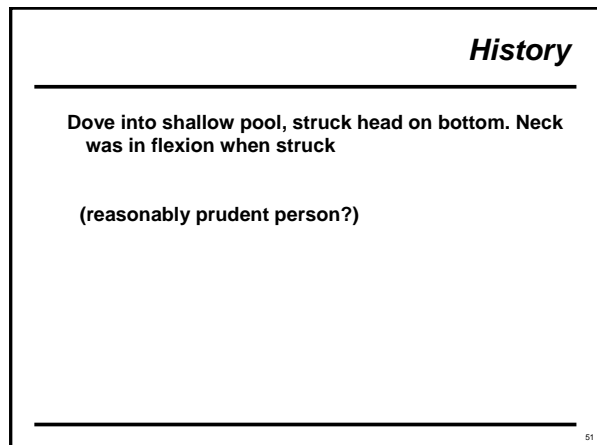 History
Dove into shallow pool, struck head on bottom. Neck
was in flexion when struck
(reasonably prudent person?)
51